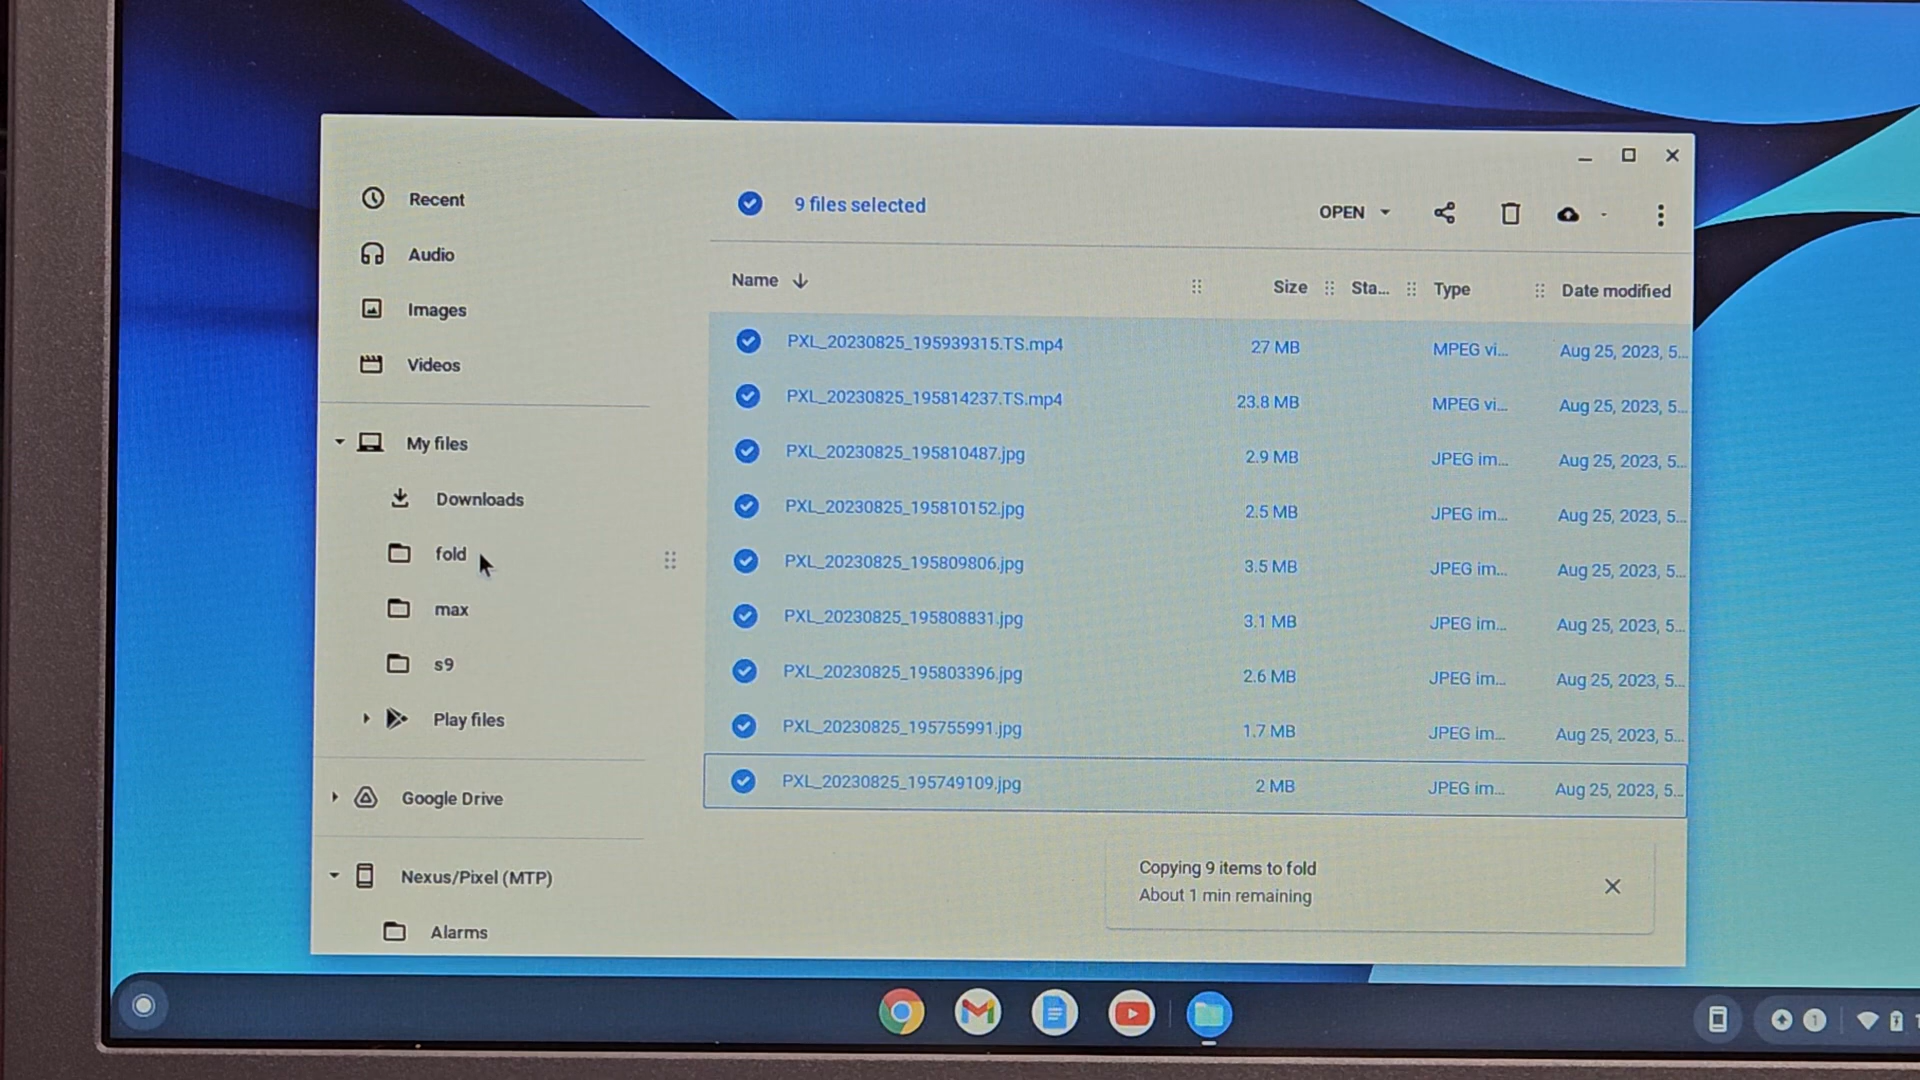 Recent
Audio
Images
Videos
My files
Downloads
fold
max
s9
Play files
Google Drive
Nexus/Pixel (MTP)
Alarms
9 files selected
OPEN
Name Size Sta... Type Date modified
PXL_20230825_195939315.TS.mp4 27 MB MPEG vi... Aug 25, 2023, 5...
PXL_20230825_195814237.TS.mp4 23.8 MB MPEG vi... Aug 25, 2023, 5...
PXL_20230825_195810487.jpg 2.9 MB JPEG im... Aug 25, 2023, 5...
PXL_20230825_195810152.jpg 2.5 MB JPEG im... Aug 25, 2023, 5...
PXL_20230825_195809806.jpg 3.5 MB JPEG im... Aug 25, 2023, 5...
PXL_20230825_195808831.jpg 3.1 MB JPEG im... Aug 25, 2023, 5...
PXL_20230825_195803396.jpg 2.6 MB JPEG im... Aug 25, 2023, 5...
PXL_20230825_195755991.jpg 1.7 MB JPEG im... Aug 25, 2023, 5...
PXL_20230825_195749109.jpg 2 MB JPEG im... Aug 25, 2023, 5...
Copying 9 items to fold
About 1 min remaining
1